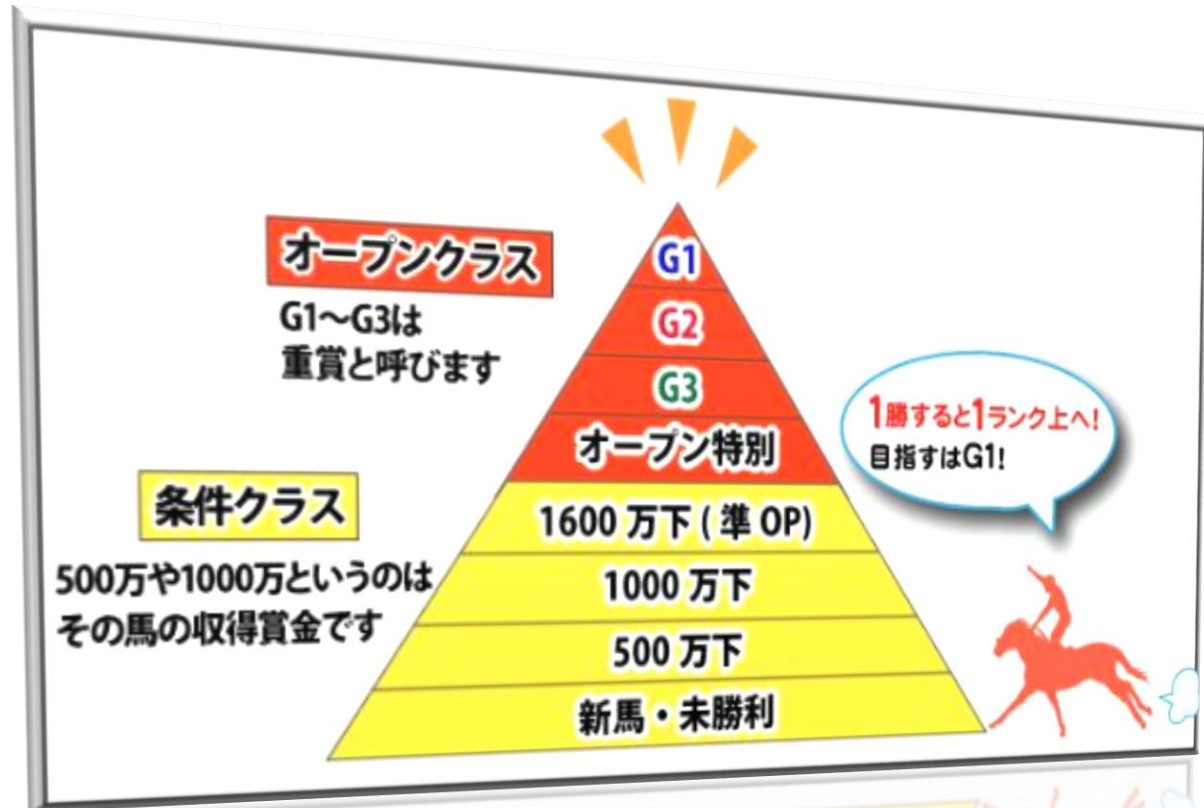 オープンクラス
G1～G3は
重賞と呼びます
G1
G2
G3
オープン特別
1勝すると1ランク上へ!
目指すはG1!
条件クラス
500万や1000万というのは
その馬の収得賞金です
1600 万下 ( 準 OP)
1000 万下
500 万下
新馬・未勝利